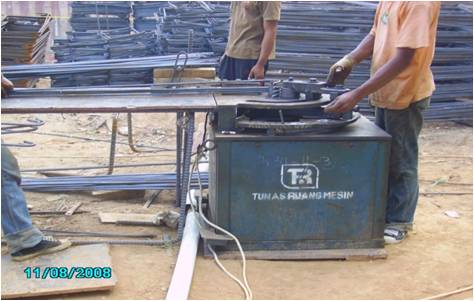 TR
TUNAS RUANG MESIN
11/08/2008